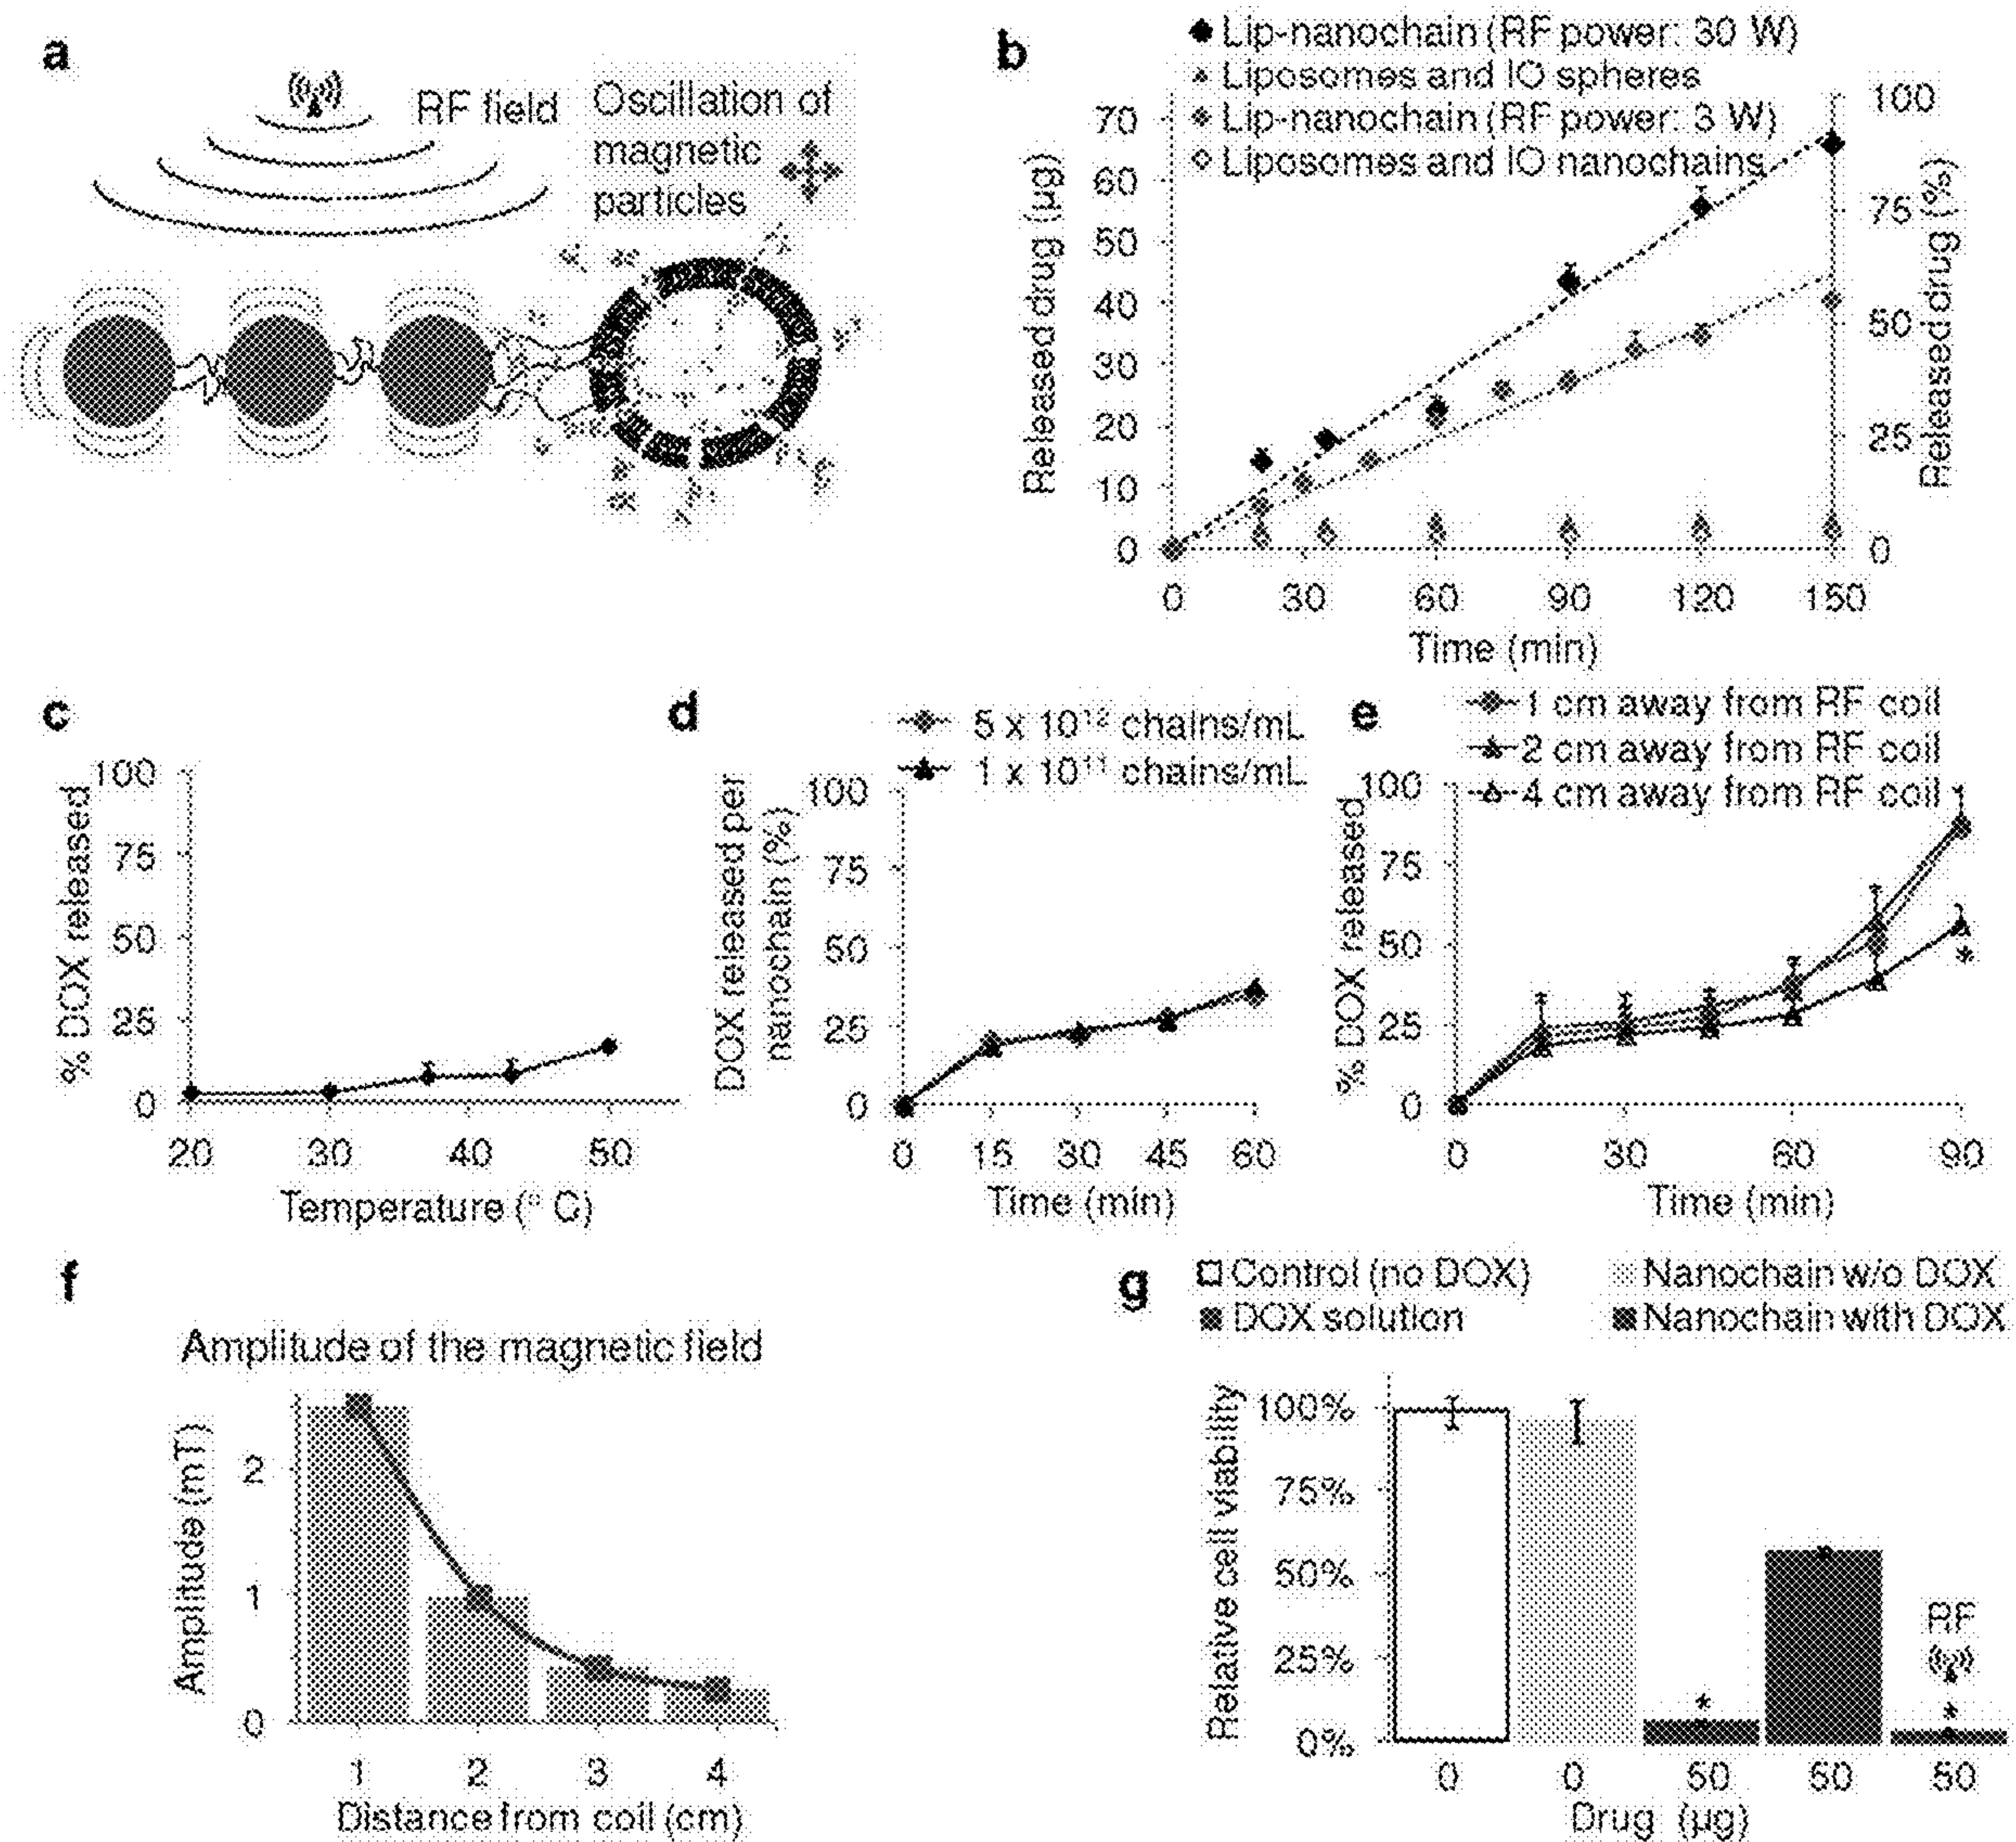 a
RF field
Oscillation of
magnetic
particles
b
Lip-nanochain (RF power: 30 W)
Liposomes and IO spheres
Lip-nanochain (RF power: 3 W)
Liposomes and IO nanochains
Released drug (µg)
70
60
50
40
30
20
10
0
100
75
50
25
0
Released drug (%)
0 30 60 90 120 150
Time (min)
c
% DOX released
100
75
50
25
0
20 30 40 50
Temperature (° C)
d
5 x 10¹² chains/mL
1 x 10¹¹ chains/mL
DOX released per
nanochain (%)
100
75
50
25
0
0 15 30 45 60
Time (min)
e
1 cm away from RF coil
2 cm away from RF coil
4 cm away from RF coil
% DOX released
100
75
50
25
0
*
0 30 60 90
Time (min)
f
Amplitude of the magnetic field
Amplitude (mT)
2
1
0
1 2 3 4
Distance from coil (cm)
g
Control (no DOX)
Nanochain w/o DOX
DOX solution
Nanochain with DOX
Relative cell viability
100%
75%
50%
25%
0%
RF
* *
0 0 50 50 50
Drug (µg)